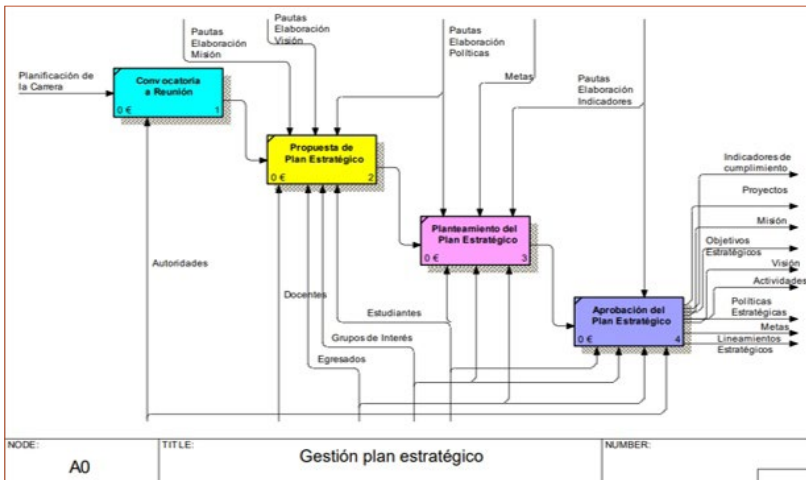 Pautas
Elaboración
Misión
Pautas
Elaboración
Visión
Pautas
Elaboración
Políticas
Metas
Pautas
Elaboración
Indicadores
Planificación de
la Carrera
Convocatoria
a Reunión
0 € 1
Propuesta de
Plan Estratégico
0 € 2
Planteamiento del
Plan Estratégico
0 € 3
Aprobación del
Plan Estratégico
0 € 4
Indicadores de
cumplimiento
Proyectos
Misión
Objetivos
Estratégicos
Visión
Actividades
Políticas
Estratégicas
Metas
Lineamientos
Estratégicos
Autoridades
Docentes
Estudiantes
Grupos de Interés
Egresados
NODE:
A0
TITLE:
Gestión plan estratégico
NUMBER: